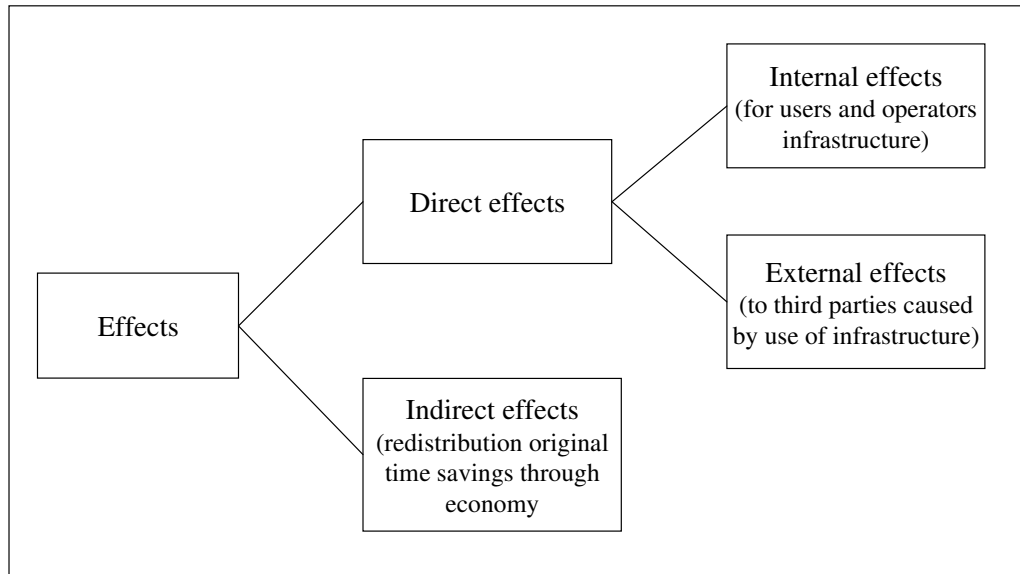 Effects
Direct effects
Indirect effects
(redistribution original
time savings through
economy
Internal effects
(for users and operators
infrastructure)
External effects
(to third parties caused
by use of infrastructure)